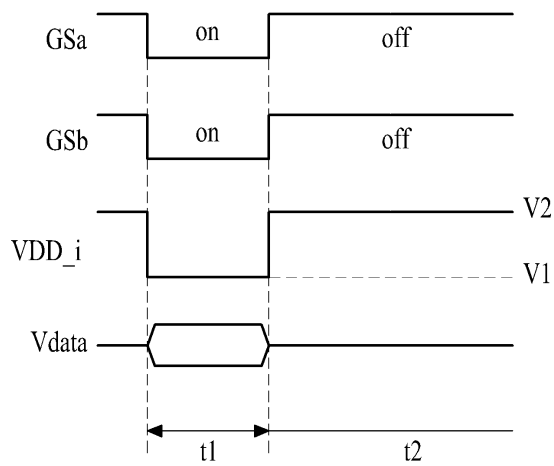 GSa on off
GSb on off
V2
VDD_i
V1
Vdata
t1 t2